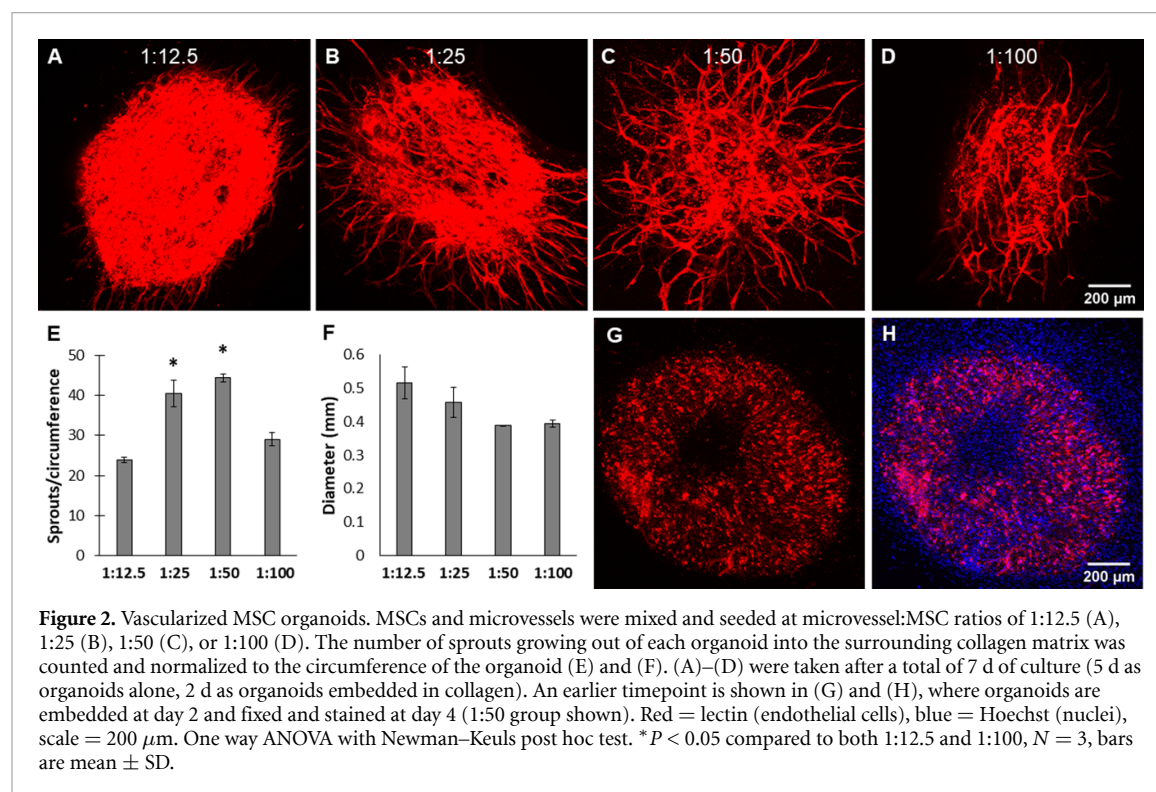 A 1:12.5
B 1:25
C 1:50
D 1:100
200 μm
E
Sprouts/circumference
50
40
30
20
10
0
* *
1:12.5 1:25 1:50 1:100
F
Diameter (mm)
0.6
0.5
0.4
0.3
0.2
0.1
0
1:12.5 1:25 1:50 1:100
G
H
200 μm
Figure 2. Vascularized MSC organoids. MSCs and microvessels were mixed and seeded at microvessel:MSC ratios of 1:12.5 (A),
1:25 (B), 1:50 (C), or 1:100 (D). The number of sprouts growing out of each organoid into the surrounding collagen matrix was
counted and normalized to the circumference of the organoid (E) and (F). (A)–(D) were taken after a total of 7 d of culture (5 d as
organoids alone, 2 d as organoids embedded in collagen). An earlier timepoint is shown in (G) and (H), where organoids are
embedded at day 2 and fixed and stained at day 4 (1:50 group shown). Red = lectin (endothelial cells), blue = Hoechst (nuclei),
scale = 200 μm. One way ANOVA with Newman–Keuls post hoc test. *P < 0.05 compared to both 1:12.5 and 1:100, N = 3, bars
are mean ± SD.